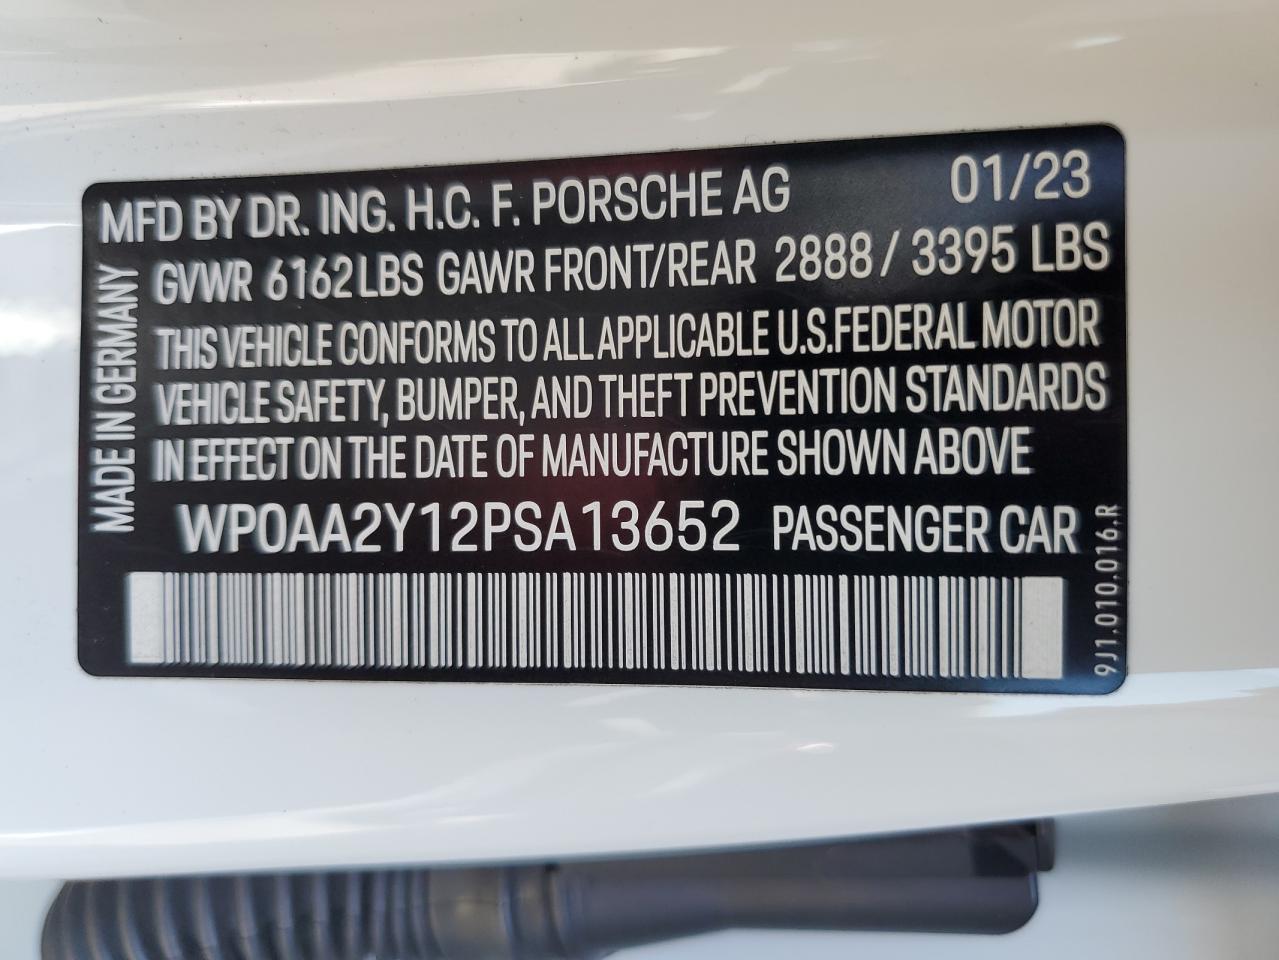 MFD BY DR. ING. H.C. F. PORSCHE AG 01/23
GVWR 6162 LBS GAWR FRONT/REAR 2888 / 3395 LBS
THIS VEHICLE CONFORMS TO ALL APPLICABLE U.S.FEDERAL MOTOR
VEHICLE SAFETY, BUMPER, AND THEFT PREVENTION STANDARDS
IN EFFECT ON THE DATE OF MANUFACTURE SHOWN ABOVE
WP0AA2Y12PSA13652 PASSENGER CAR
MADE IN GERMANY
9J1.010.016.R